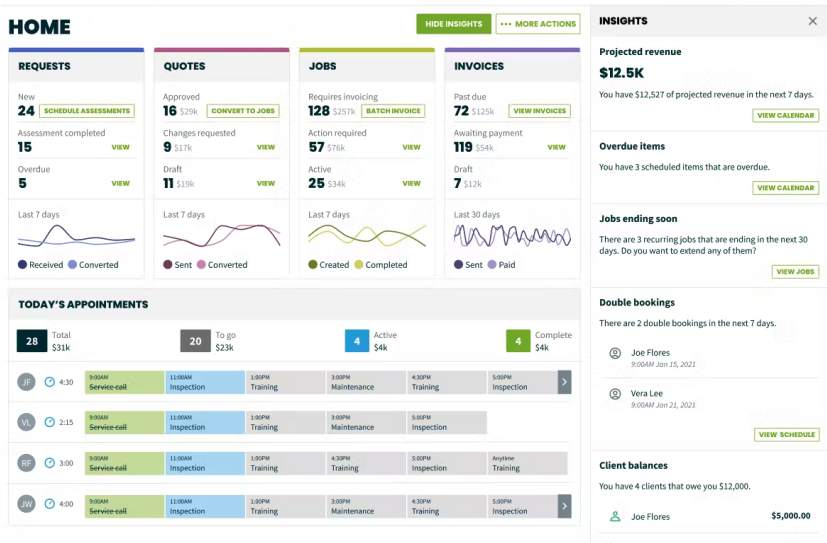 HOME
HIDE INSIGHTS
••• MORE ACTIONS
REQUESTS
New
24 SCHEDULE ASSESSMENTS
Assessment completed
15 VIEW
Overdue
5 VIEW
Last 7 days
Received Converted
QUOTES
Approved
16 $29k CONVERT TO JOBS
Changes requested
9 $17k VIEW
Draft
11 $19k VIEW
Last 7 days
Sent Converted
JOBS
Requires invoicing
128 $257k BATCH INVOICE
Action required
57 $76k VIEW
Active
25 $34k VIEW
Last 7 days
Created Completed
INVOICES
Past due
72 $125k VIEW INVOICES
Awaiting payment
119 $54k VIEW
Draft
7 $12k
Last 30 days
Sent Paid
TODAY'S APPOINTMENTS
28 Total
$31k
20 To go
$23k
4 Active
$4k
4 Complete
$4k
JF 4:30
9:00AM 11:00AM 1:00PM 3:00PM 4:30PM 5:00PM
Service call Inspection Training Maintenance Training Inspection
VL 2:15
9:00AM 11:00AM 1:00PM 3:00PM 5:00PM
Service call Inspection Training Maintenance Inspection
RF 3:00
9:00AM 11:00AM 1:00PM 4:30PM 5:00PM Anytime
Service call Inspection Training Training Inspection Training
JW 4:00
9:00AM 11:00AM 1:00PM 3:00PM 4:30PM 5:00PM
Service call Inspection Training Maintenance Training Inspection
INSIGHTS
Projected revenue
$12.5K
You have $12,527 of projected revenue in the next 7 days.
VIEW CALENDAR
Overdue items
You have 3 scheduled items that are overdue.
VIEW CALENDAR
Jobs ending soon
There are 3 recurring jobs that are ending in the next 30
days. Do you want to extend any of them?
VIEW JOBS
Double bookings
There are 2 double bookings in the next 7 days.
Joe Flores
9:00AM Jan 15, 2021
Vera Lee
9:00AM Jan 21, 2021
VIEW SCHEDULE
Client balances
You have 4 clients that owe you $12,000.
Joe Flores $5,000.00